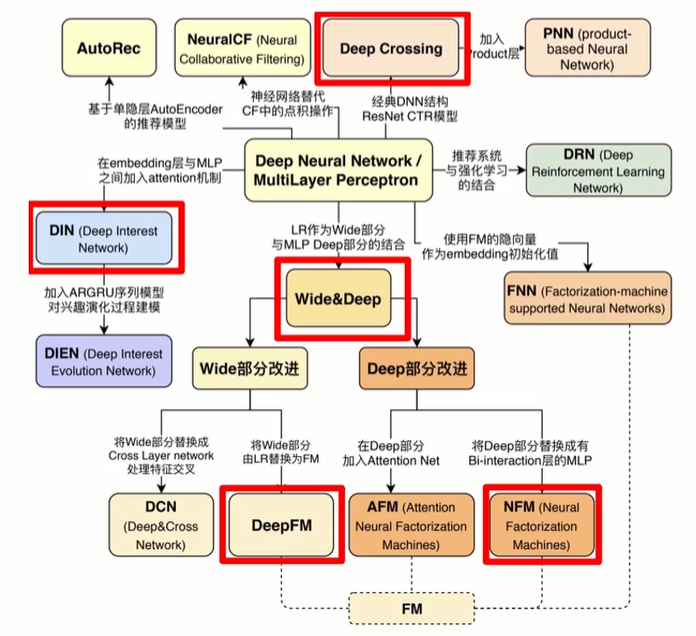 AutoRec
NeuralCF (Neural
Collaborative Filtering)
Deep Crossing
加入
Product层
PNN (product-
based Neural
Network)
基于单隐层AutoEncoder
的推荐模型
神经网络替代
CF中的点积操作
经典DNN结构
ResNet CTR模型
Deep Neural Network /
MultiLayer Perceptron
推荐系统
与强化学习
的结合
DRN (Deep
Reinforcement Learning
Network)
在embedding层与MLP
之间加入attention机制
DIN (Deep Interest
Network)
LR作为Wide部分
与MLP Deep部分的结合
使用FM的隐向量
作为embedding初始化值
Wide&Deep
FNN (Factorization-machine
supported Neural Networks)
加入ARGRU序列模型
对兴趣演化过程建模
DIEN (Deep Interest
Evolution Network)
Wide部分改进
Deep部分改进
将Wide部分替换成
Cross Layer network
处理特征交叉
将Wide部分
由LR替换为FM
在Deep部分
加入Attention Net
将Deep部分替换成有
Bi-interaction层的MLP
DCN
(Deep&Cross
Network)
DeepFM
AFM (Attention
Neural Factorization
Machines)
NFM (Neural
Factorization
Machines)
FM